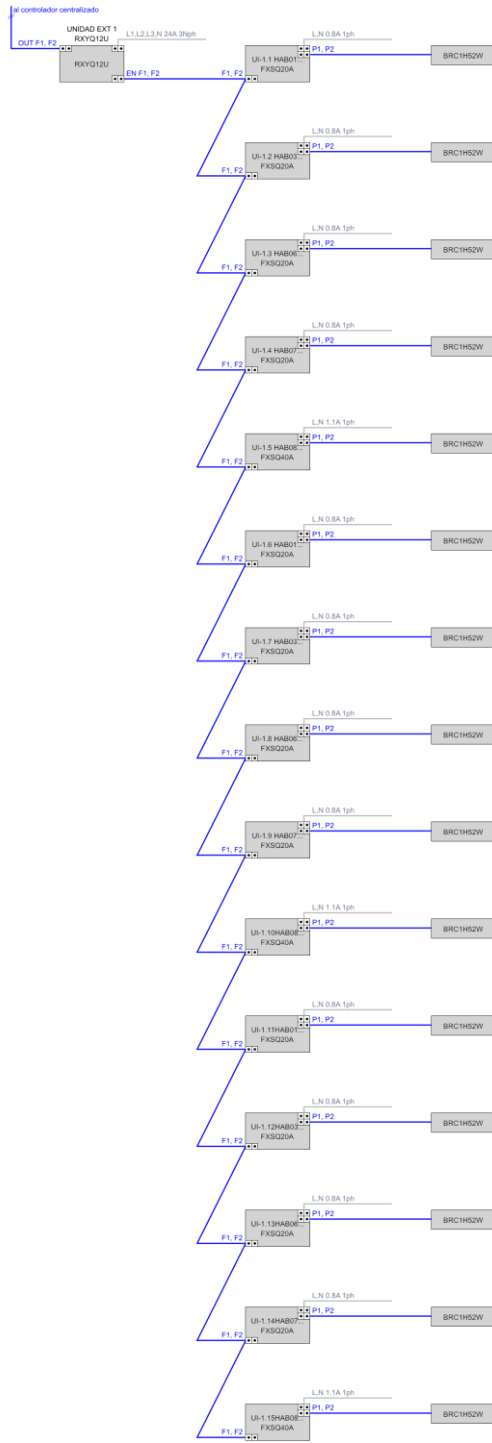 al controlador centralizado
UNIDAD EXT 1
RXYQ12U
L1,L2,L3,N 24A 3Nph
OUT F1, F2
RXYQ12U
EN F1, F2
F1, F2
L,N 0.8A 1ph
P1, P2
UI-1.1 HAB01...
FXSQ20A
BRC1H52W
L,N 0.8A 1ph
P1, P2
UI-1.2 HAB03...
FXSQ20A
BRC1H52W
F1, F2
L,N 0.8A 1ph
P1, P2
UI-1.3 HAB06...
FXSQ20A
BRC1H52W
F1, F2
L,N 0.8A 1ph
P1, P2
UI-1.4 HAB07...
FXSQ20A
BRC1H52W
F1, F2
L,N 1.1A 1ph
P1, P2
UI-1.5 HAB08...
FXSQ40A
BRC1H52W
F1, F2
L,N 0.8A 1ph
P1, P2
UI-1.6 HAB01...
FXSQ20A
BRC1H52W
F1, F2
L,N 0.8A 1ph
P1, P2
UI-1.7 HAB03...
FXSQ20A
BRC1H52W
F1, F2
L,N 0.8A 1ph
P1, P2
UI-1.8 HAB06...
FXSQ20A
BRC1H52W
F1, F2
L,N 0.8A 1ph
P1, P2
UI-1.9 HAB07...
FXSQ20A
BRC1H52W
F1, F2
L,N 1.1A 1ph
P1, P2
UI-1.10HAB08...
FXSQ40A
BRC1H52W
F1, F2
L,N 0.8A 1ph
P1, P2
UI-1.11HAB01...
FXSQ20A
BRC1H52W
F1, F2
L,N 0.8A 1ph
P1, P2
UI-1.12HAB03...
FXSQ20A
BRC1H52W
F1, F2
L,N 0.8A 1ph
P1, P2
UI-1.13HAB06...
FXSQ20A
BRC1H52W
F1, F2
L,N 0.8A 1ph
P1, P2
UI-1.14HAB07...
FXSQ20A
BRC1H52W
F1, F2
L,N 1.1A 1ph
P1, P2
UI-1.15HAB08...
FXSQ40A
BRC1H52W
F1, F2